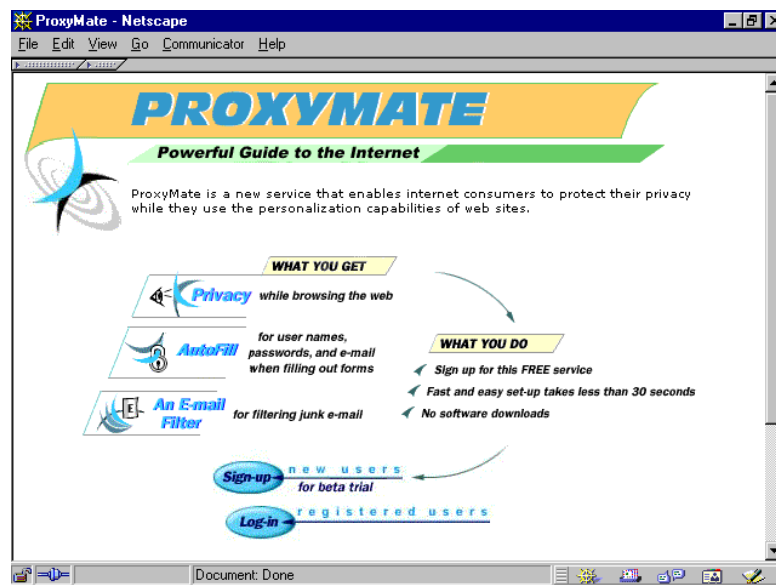 ProxyMate - Netscape
File Edit View Go Communicator Help
PROXYMATE
Powerful Guide to the Internet
ProxyMate is a new service that enables internet consumers to protect their privacy
while they use the personalization capabilities of web sites.
WHAT YOU GET
Privacy while browsing the web
AutoFill
for user names,
passwords, and e-mail
when filling out forms
E
An E-mail
Filter
for filtering junk e-mail
WHAT YOU DO
Sign up for this FREE service
Fast and easy set-up takes less than 30 seconds
No software downloads
Sign-up new users
for beta trial
Log-in registered users
Document: Done